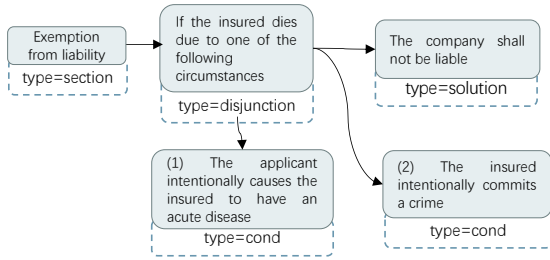 Exemption
from liability
type=section
If the insured dies
due to one of the
following
circumstances
type=disjunction
The company shall
not be liable
type=solution
(1) The applicant
intentionally causes the
insured to have an
acute disease
type=cond
(2) The insured
intentionally commits
a crime
type=cond